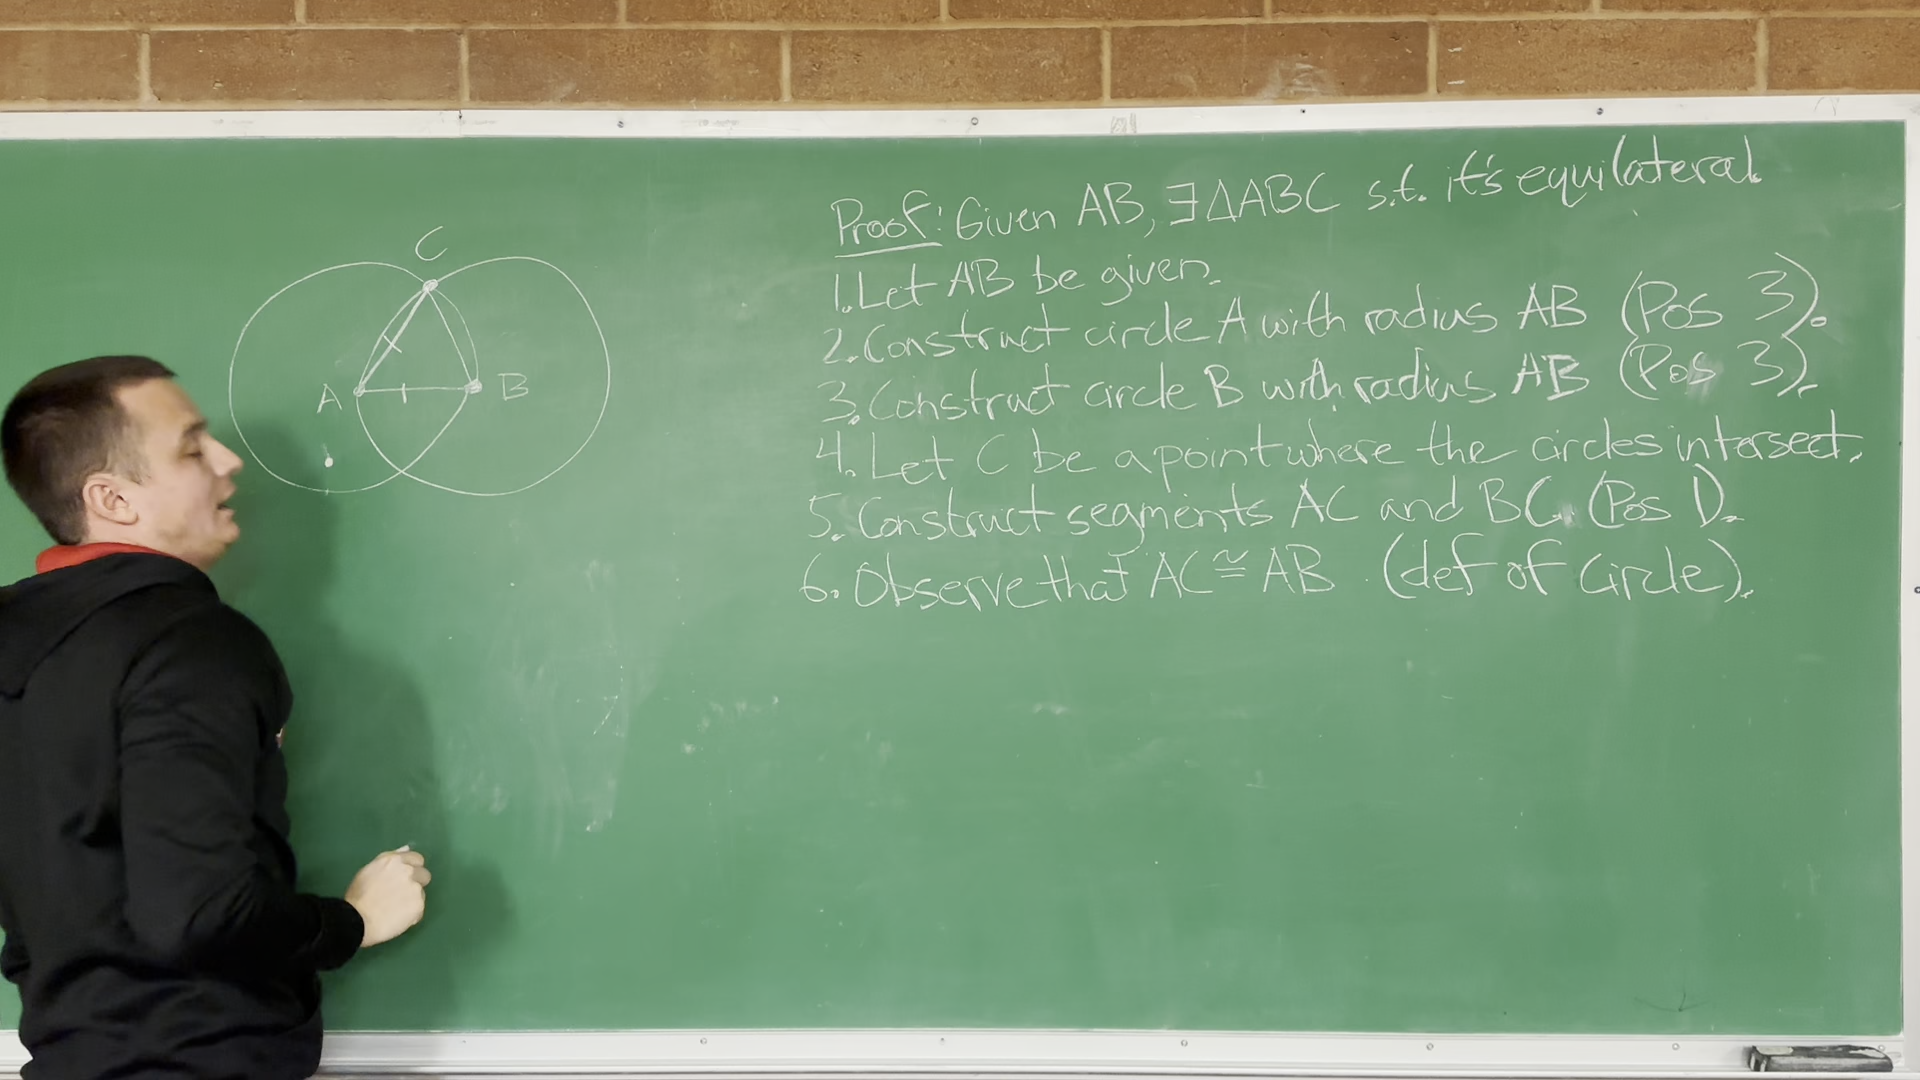 Proof: Given AB, ∃ΔABC s.t. it's equilateral.
1. Let AB be given.
2. Construct circle A with radius AB (Pos 3).
3. Construct circle B with radius AB (Pos 3).
4. Let C be a point where the circles intersect.
5. Construct segments AC and BC. (Pos 1).
6. Observe that AC ≅ AB (def of circle).
C
A
B